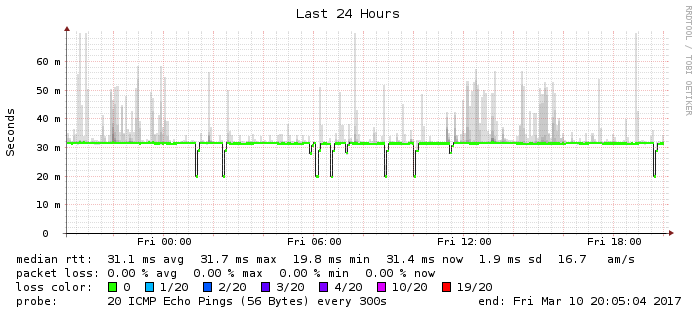 Last 24 Hours
RRDTOOL / TOBI OETIKER
Seconds
60 m
50 m
40 m
30 m
20 m
10 m
0
Fri 00:00 Fri 06:00 Fri 12:00 Fri 18:00
median rtt: 31.1 ms avg 31.7 ms max 19.8 ms min 31.4 ms now 1.9 ms sd 16.7 am/s
packet loss: 0.00 % avg 0.00 % max 0.00 % min 0.00 % now
loss color: 0 1/20 2/20 3/20 4/20 10/20 19/20
probe: 20 ICMP Echo Pings (56 Bytes) every 300s end: Fri Mar 10 20:05:04 2017